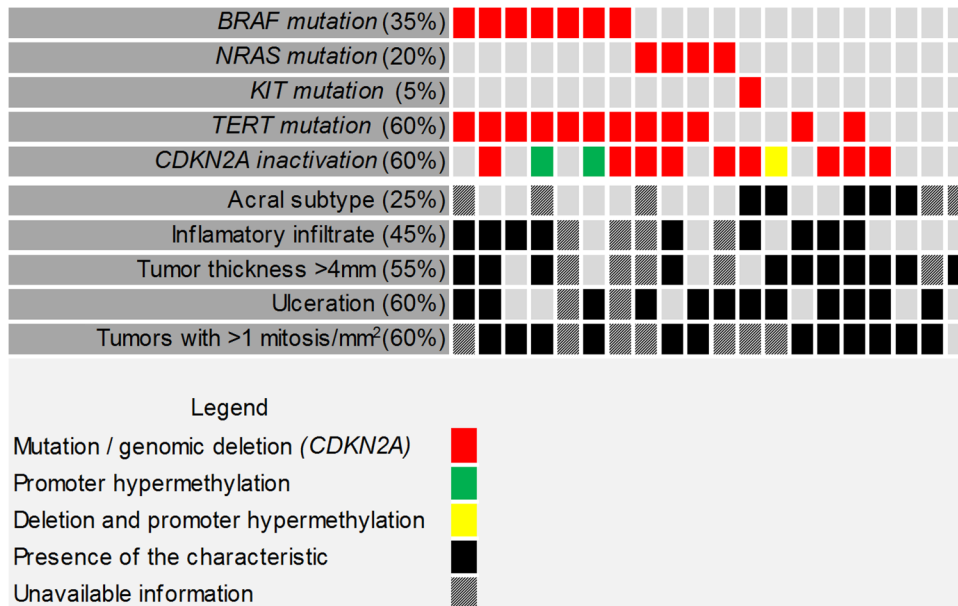 BRAF mutation (35%)
NRAS mutation (20%)
KIT mutation (5%)
TERT mutation (60%)
CDKN2A inactivation (60%)
Acral subtype (25%)
Inflamatory infiltrate (45%)
Tumor thickness >4mm (55%)
Ulceration (60%)
Tumors with >1 mitosis/mm²(60%)
Legend
Mutation / genomic deletion (CDKN2A)
Promoter hypermethylation
Deletion and promoter hypermethylation
Presence of the characteristic
Unavailable information